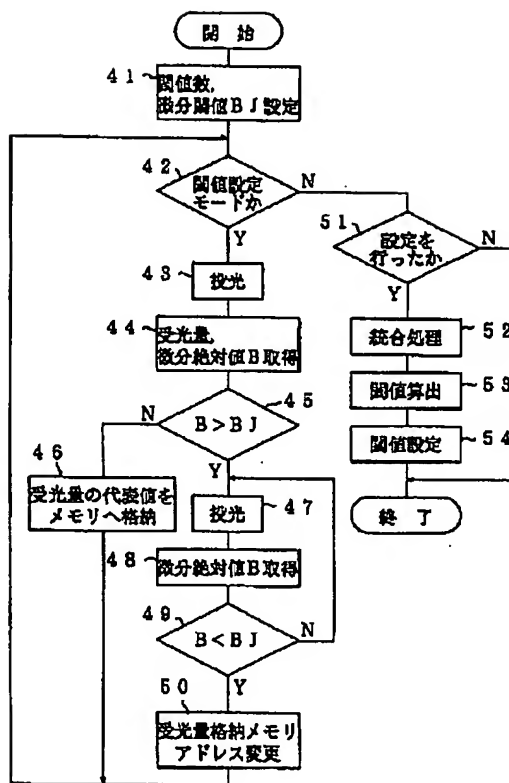 開始
41
閾値数,
微分閾値BJ設定
42
閾値設定
モードか
N
Y
51
設定を
行ったか
N
Y
43
投光
44
受光量,
微分絶対値B取得
52
統合処理
53
閾値算出
54
閾値設定
終了
45
B>BJ
N
Y
46
受光量の代表値を
メモリへ格納
47
投光
48
微分絶対値B取得
49
B<BJ
N
Y
50
受光量格納メモリ
アドレス変更